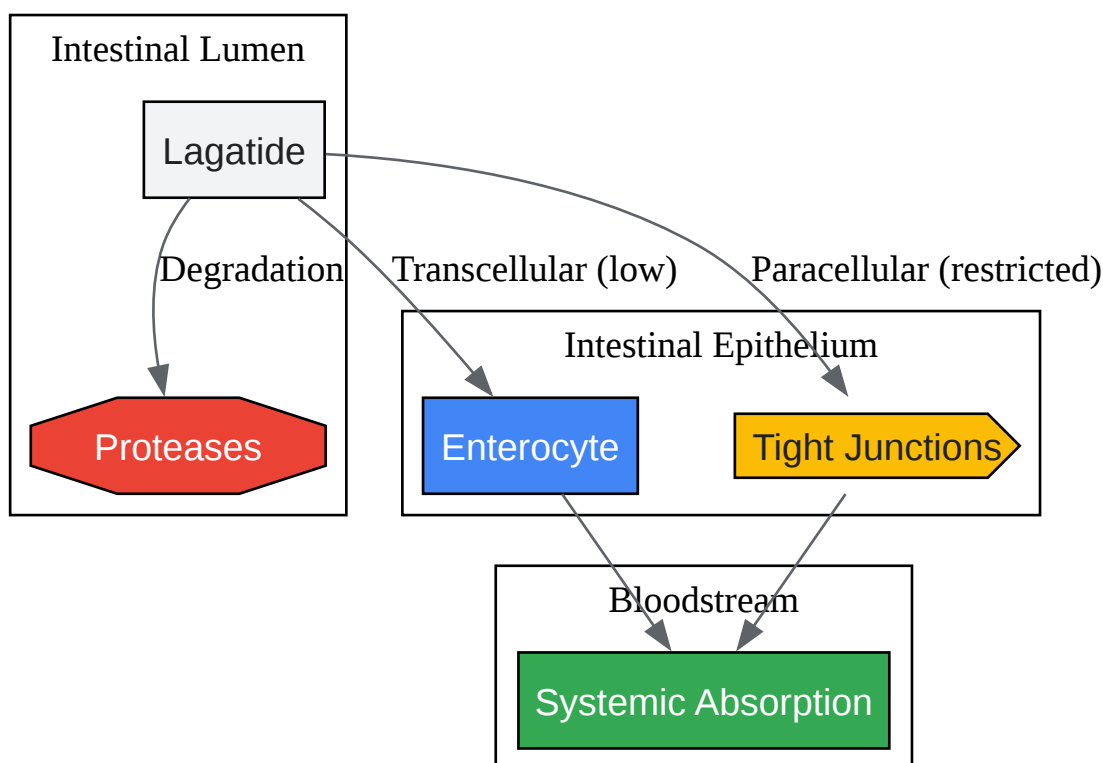 Intestinal Lumen
Lagatide
Degradation
Transcellular (low)
Paracellular (restricted)
Intestinal Epithelium
Proteases
Enterocyte
Tight Junctions
Bloodstream
Systemic Absorption